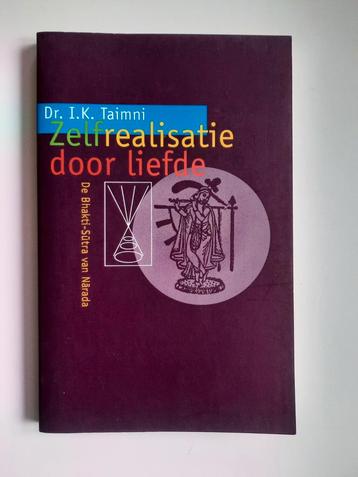 Dr. I.K. Taimni
Zelfrealisatie
door liefde
De Bhakti-Sūtra van Nārada